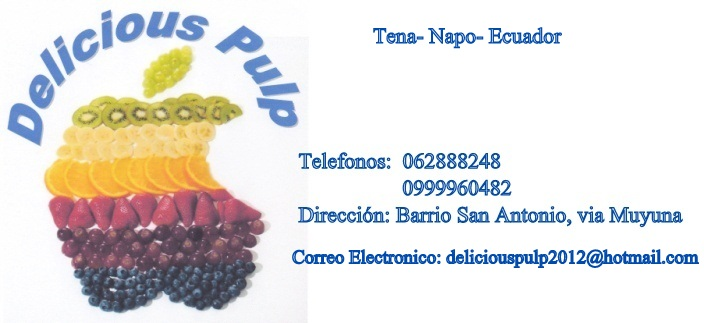 Delicious Pulp
Tena- Napo- Ecuador
Telefonos: 062888248
0999960482
Dirección: Barrio San Antonio, via Muyuna
Correo Electronico: deliciouspulp2012@hotmail.com